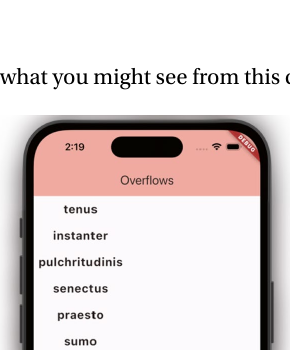 what you might see from this c
2:19
DEBUG
Overflows
tenus
instanter
pulchritudinis
senectus
praesto
sumo